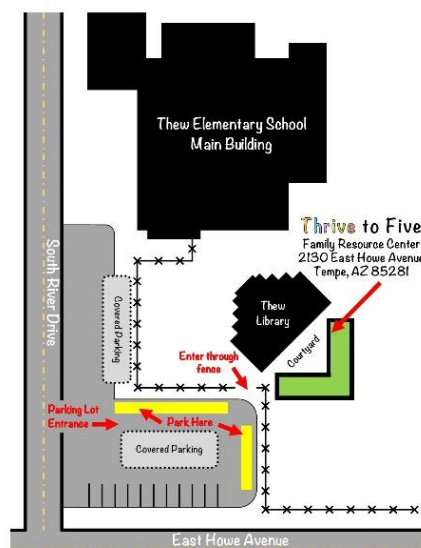 Thew Elementary School
Main Building
Thrive to Five
Family Resource Center
2130 East Howe Avenue
Tempe, AZ 85281
South River Drive
Covered Parking
Thew
Library
Courtyard
Enter through
fence
Parking Lot
Entrance
Park Here
Covered Parking
East Howe Avenue